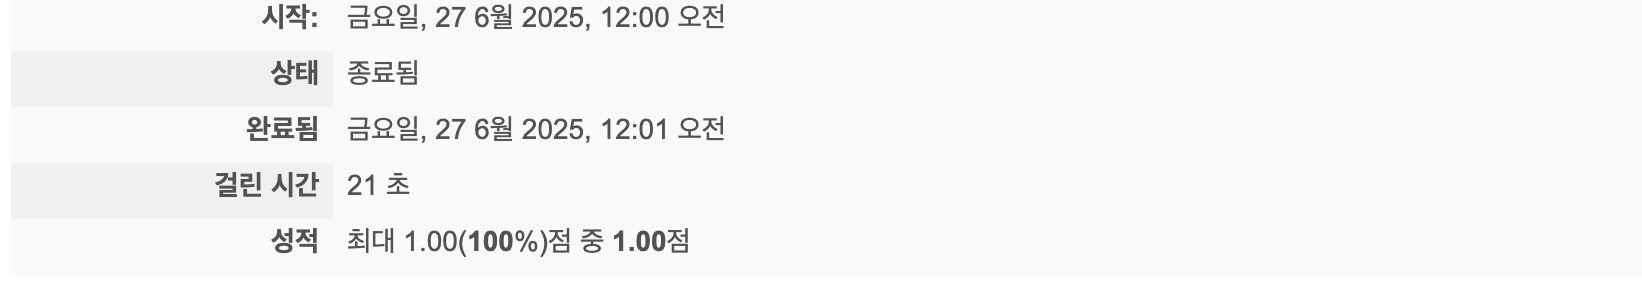 시작: 금요일, 27 6월 2025, 12:00 오전
상태 종료됨
완료됨 금요일, 27 6월 2025, 12:01 오전
걸린 시간 21 초
성적 최대 1.00(100%)점 중 1.00점